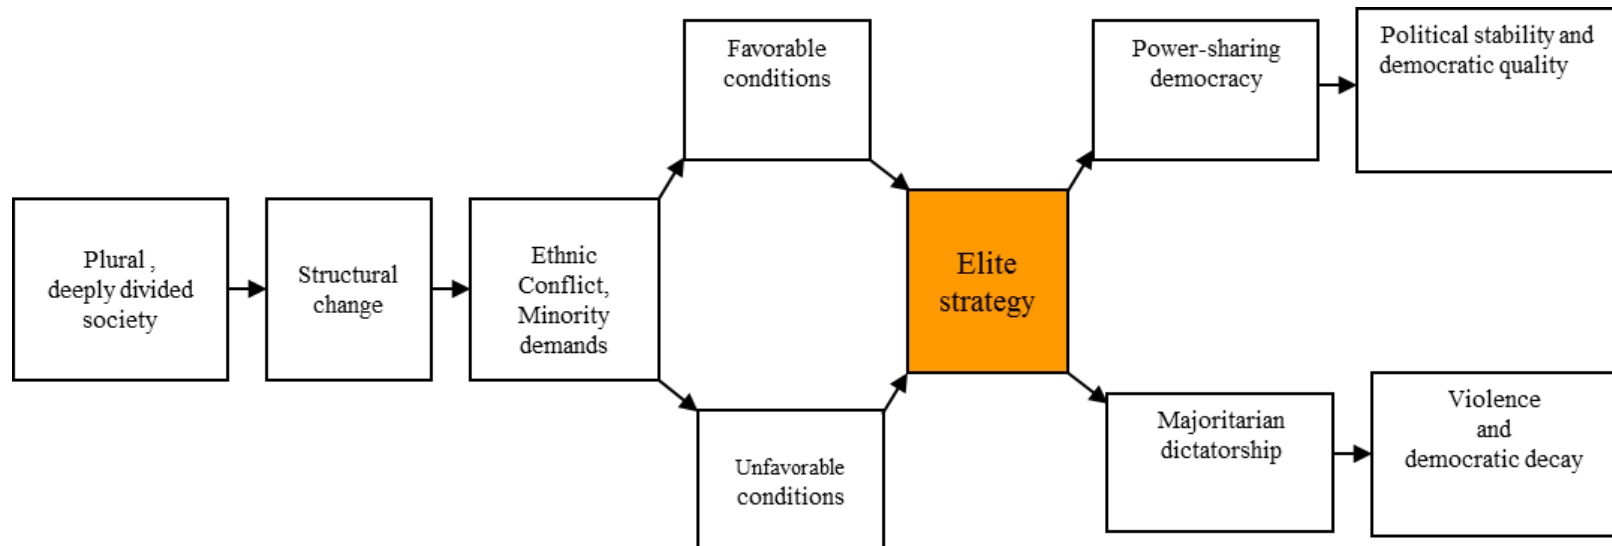 Plural ,
deeply divided
society
Structural
change
Ethnic
Conflict,
Minority
demands
Favorable
conditions
Unfavorable
conditions
Elite
strategy
Power-sharing
democracy
Political stability and
democratic quality
Majoritarian
dictatorship
Violence
and
democratic decay